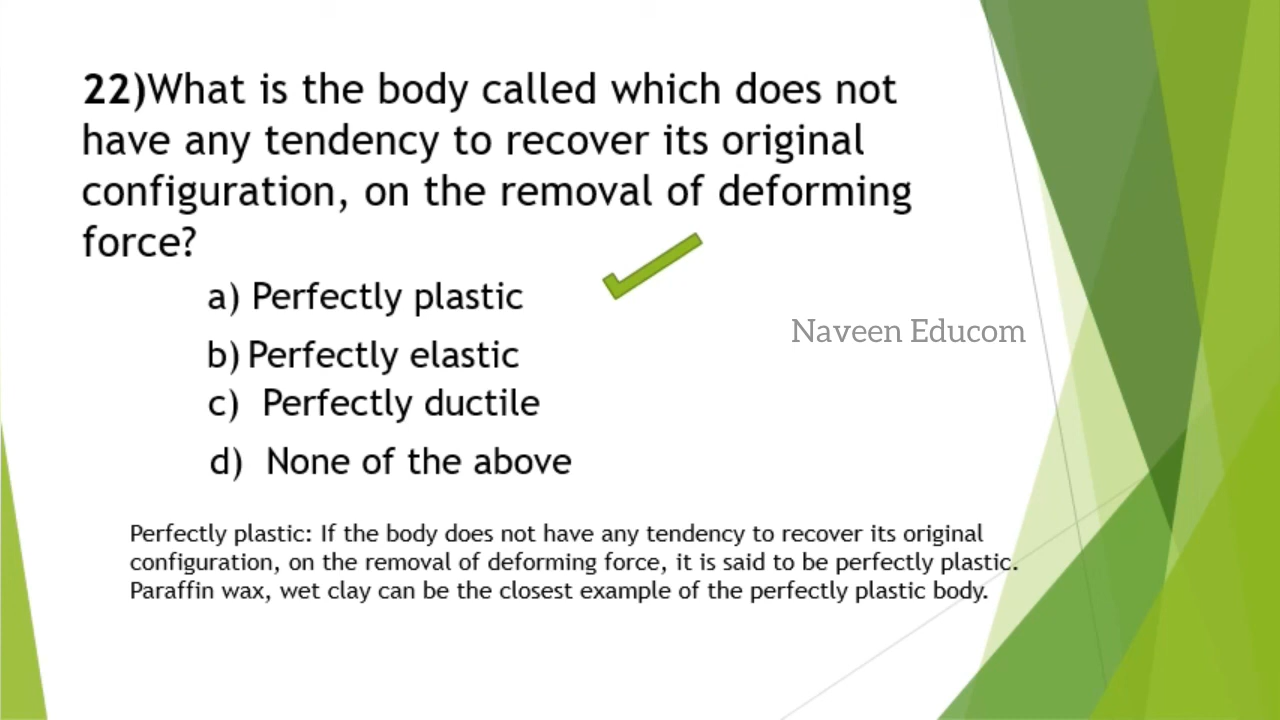 22)What is the body called which does not
have any tendency to recover its original
configuration, on the removal of deforming
force?
a) Perfectly plastic
Naveen Educom
b) Perfectly elastic
c) Perfectly ductile
d) None of the above
Perfectly plastic: If the body does not have any tendency to recover its original
configuration, on the removal of deforming force, it is said to be perfectly plastic.
Paraffin wax, wet clay can be the closest example of the perfectly plastic body.